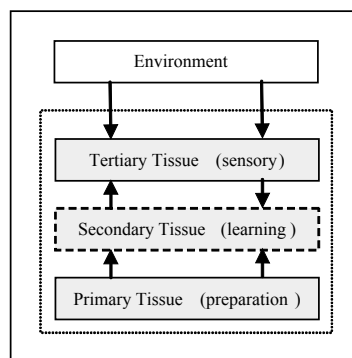 Environment
Tertiary Tissue (sensory)
Secondary Tissue (learning )
Primary Tissue (preparation )